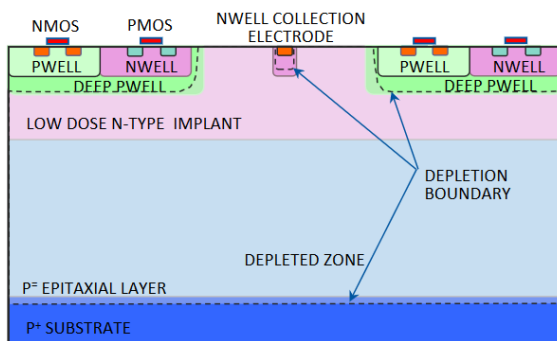 NMOS
PMOS
NWELL COLLECTION
ELECTRODE
PWELL
NWELL
PWELL
NWELL
DEEP PWELL
DEEP PWELL
LOW DOSE N-TYPE IMPLANT
DEPLETION
BOUNDARY
DEPLETED ZONE
P⁼ EPITAXIAL LAYER
P⁺ SUBSTRATE